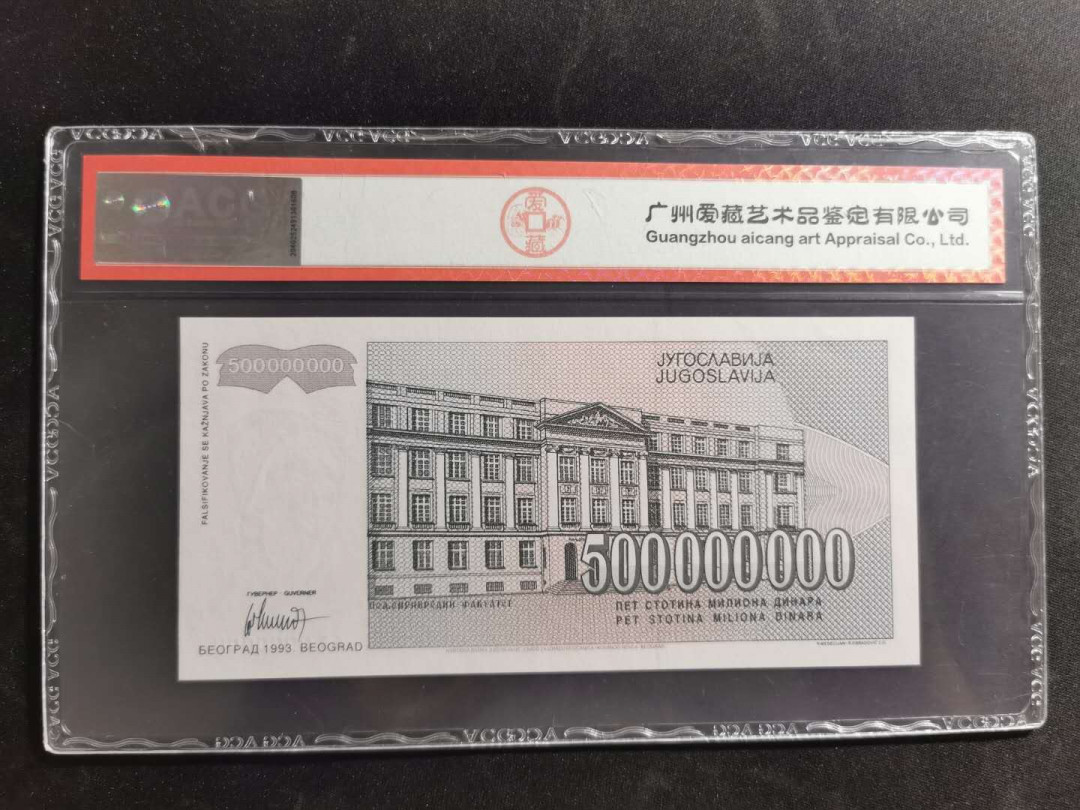 爱藏
广州爱藏艺术品鉴定有限公司
Guangzhou aicang art Appraisal Co., Ltd.
500000000
FALSIFIKOVANJE SE KAŽNJAVA PO ZAKONU
ЈУГОСЛАВИЈА
JUGOSLAVIJA
500000000
ПЕТ СТОТИНА МИЛИОНА ДИНАРА
PET STOTINA MILIONA DINARA
ГУВЕРНЕР GUVERNER
БЕОГРАД 1993. BEOGRAD